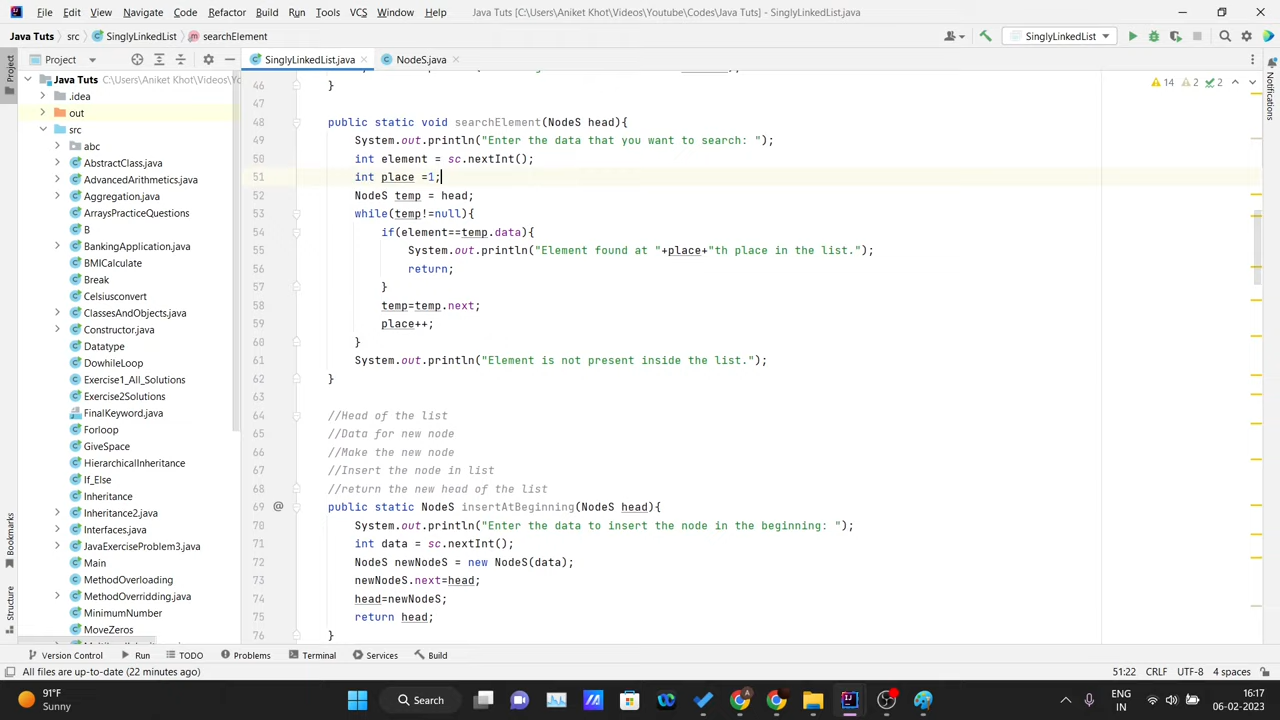 File Edit View Navigate Code Refactor Build Run Tools VCS Window Help Java Tuts [C:\Users\Aniket Khot\Videos\Youtube\Codes\Java Tuts] - SinglyLinkedList.java
Java Tuts src SinglyLinkedList searchElement SinglyLinkedList
Project SinglyLinkedList.java NodeS.java
Project
Bookmarks
Structure
Notifications
Java Tuts C:\Users\Aniket Khot\Videos\Yo
.idea
out
src
abc
AbstractClass.java
AdvancedArithmetics.java
Aggregation.java
ArraysPracticeQuestions
B
BankingApplication.java
BMICalculate
Break
Celsiusconvert
ClassesAndObjects.java
Constructor.java
Datatype
DowhileLoop
Exercise1_All_Solutions
Exercise2Solutions
FinalKeyword.java
Forloop
GiveSpace
HierarchicalInheritance
If_Else
Inheritance
Inheritance2.java
Interfaces.java
JavaExerciseProblem3.java
Main
MethodOverloading
MethodOverridding.java
MinimumNumber
MoveZeros
14 2 2
46 }
47
48 public static void searchElement(NodeS head){
49 System.out.println("Enter the data that you want to search: ");
50 int element = sc.nextInt();
51 int place =1;
52 NodeS temp = head;
53 while(temp!=null){
54 if(element==temp.data){
55 System.out.println("Element found at "+place+"th place in the list.");
56 return;
57 }
58 temp=temp.next;
59 place++;
60 }
61 System.out.println("Element is not present inside the list.");
62 }
63
64 //Head of the list
65 //Data for new node
66 //Make the new node
67 //Insert the node in list
68 //return the new head of the list
69 @ public static NodeS insertAtBeginning(NodeS head){
70 System.out.println("Enter the data to insert the node in the beginning: ");
71 int data = sc.nextInt();
72 NodeS newNodeS = new NodeS(data);
73 newNodeS.next=head;
74 head=newNodeS;
75 return head;
76 }
Version Control Run TODO Problems Terminal Services Build
All files are up-to-date (22 minutes ago) 51:22 CRLF UTF-8 4 spaces
91°F
Sunny
Search
ENG
IN
16:17
06-02-2023